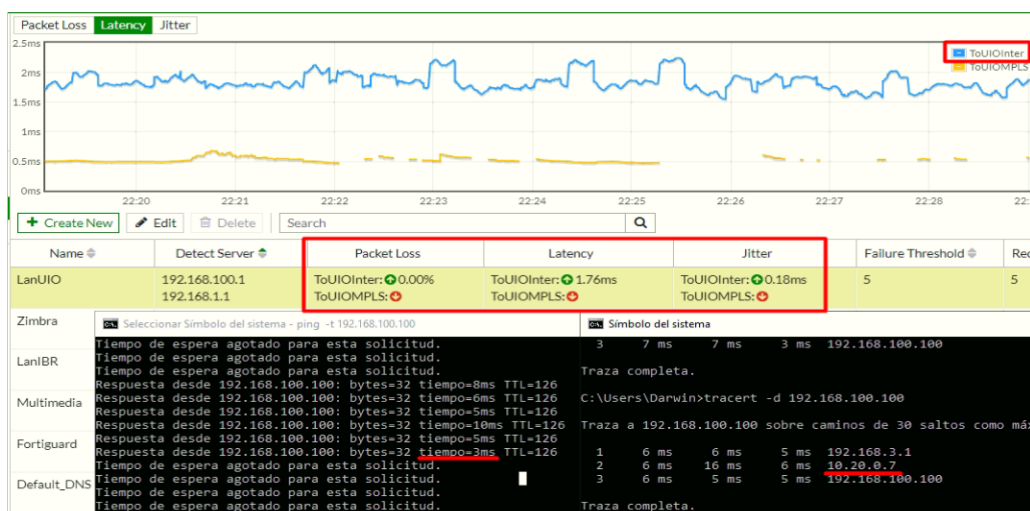 Packet Loss Latency Jitter
2.5ms
ToUIOInter
2ms
ToUIOMPLS
1.5ms
1ms
0.5ms
0ms
22:20 22:21 22:22 22:23 22:24 22:25 22:26 22:27 22:28 22:
+ Create New Edit Delete Search
Name Detect Server Packet Loss Latency Jitter Failure Threshold Rec
LanUIO 192.168.100.1 ToUIOInter: 0.00% ToUIOInter: 1.76ms ToUIOInter: 0.18ms 5 5
192.168.1.1 ToUIOMPLS: ToUIOMPLS: ToUIOMPLS:
Zimbra
LanIBR
Multimedia
Fortiguard
Default_DNS
Seleccionar Símbolo del sistema - ping -t 192.168.100.100
Tiempo de espera agotado para esta solicitud.
Tiempo de espera agotado para esta solicitud.
Tiempo de espera agotado para esta solicitud.
Respuesta desde 192.168.100.100: bytes=32 tiempo=8ms TTL=126
Respuesta desde 192.168.100.100: bytes=32 tiempo=6ms TTL=126
Respuesta desde 192.168.100.100: bytes=32 tiempo=5ms TTL=126
Respuesta desde 192.168.100.100: bytes=32 tiempo=10ms TTL=126
Respuesta desde 192.168.100.100: bytes=32 tiempo=5ms TTL=126
Respuesta desde 192.168.100.100: bytes=32 tiempo=3ms TTL=126
Tiempo de espera agotado para esta solicitud.
Tiempo de espera agotado para esta solicitud.
Tiempo de espera agotado para esta solicitud.
Tiempo de espera agotado para esta solicitud.
Símbolo del sistema
3 7 ms 7 ms 3 ms 192.168.100.100
Traza completa.
C:\Users\Darwin>tracert -d 192.168.100.100
Traza a 192.168.100.100 sobre caminos de 30 saltos como máx
1 6 ms 6 ms 5 ms 192.168.3.1
2 6 ms 16 ms 6 ms 10.20.0.7
3 6 ms 5 ms 5 ms 192.168.100.100
Traza completa.